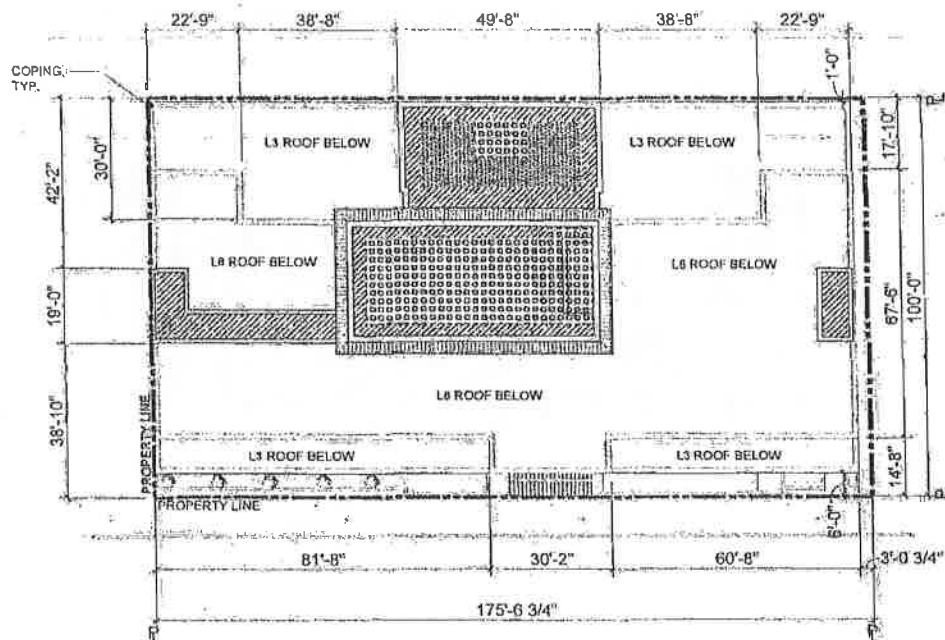 22'-9" 38'-8" 49'-8" 38'-8" 22'-9"
COPING,
TYP.
1'-0"
L3 ROOF BELOW
L3 ROOF BELOW
17'-10"
30'-0"
42'-2"
L8 ROOF BELOW
L6 ROOF BELOW
19'-0"
67'-6"
100'-0"
L8 ROOF BELOW
38'-10"
PROPERTY LINE
L3 ROOF BELOW
L3 ROOF BELOW
14'-8"
PROPERTY LINE
6'-0"
81'-8" 30'-2" 60'-8" 3'-0 3/4"
175'-6 3/4"